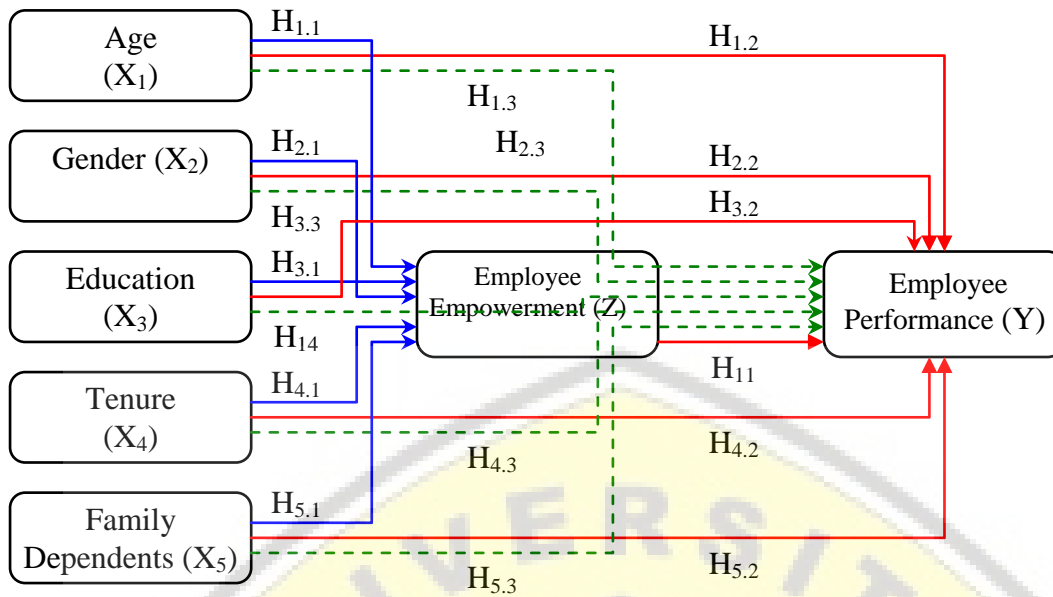 H1.1
Age
(X1)
H1.2
H1.3
Gender (X2)
H2.1
H2.3
H2.2
H3.3
H3.2
Education
(X3)
H3.1
Employee
Empowerment (Z)
Employee
Performance (Y)
H14
H11
Tenure
(X4)
H4.1
H4.3
H4.2
Family
Dependents (X5)
H5.1
H5.3
H5.2
IVERSIT